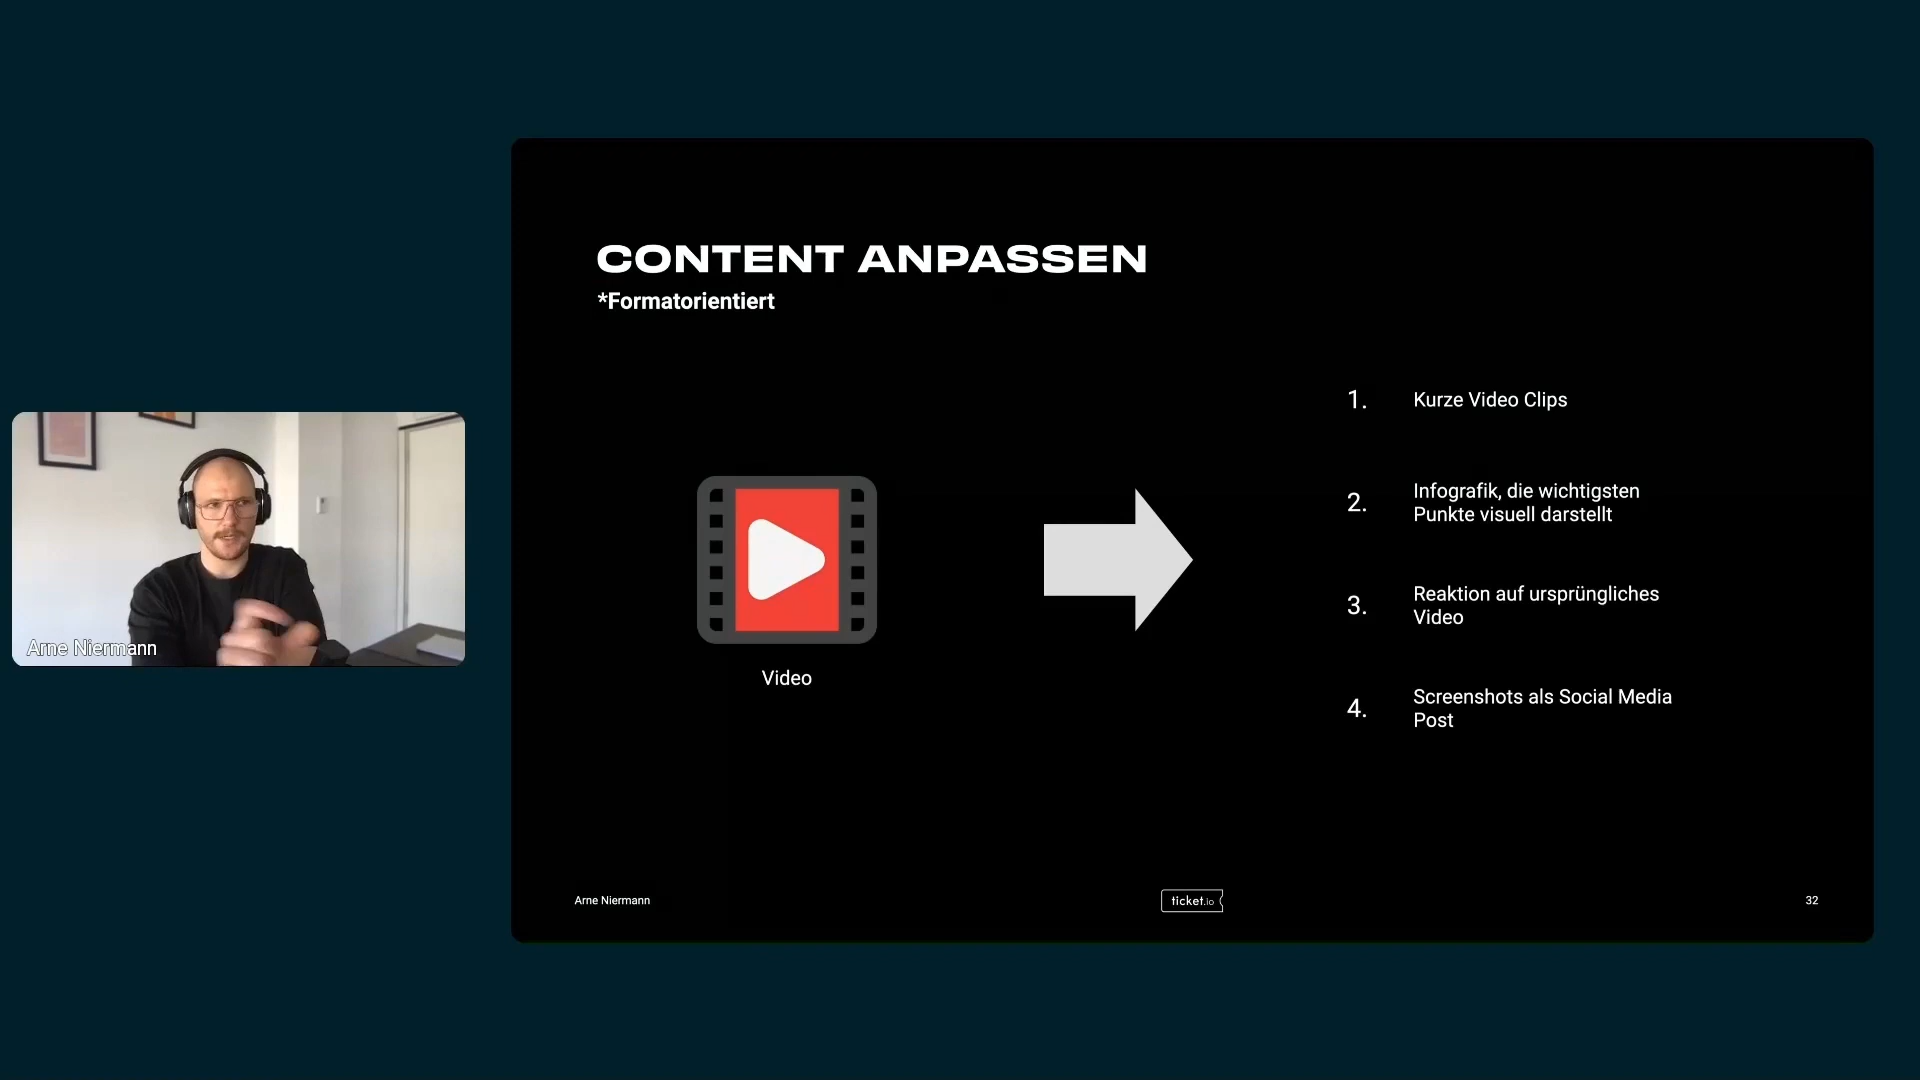 CONTENT ANPASSEN
*Formatorientiert
1. Kurze Video Clips
2. Infografik, die wichtigsten
Punkte visuell darstellt
3. Reaktion auf ursprüngliches
Video
4. Screenshots als Social Media
Post
Video
Arne Niermann
Arne Niermann
ticket.io
32